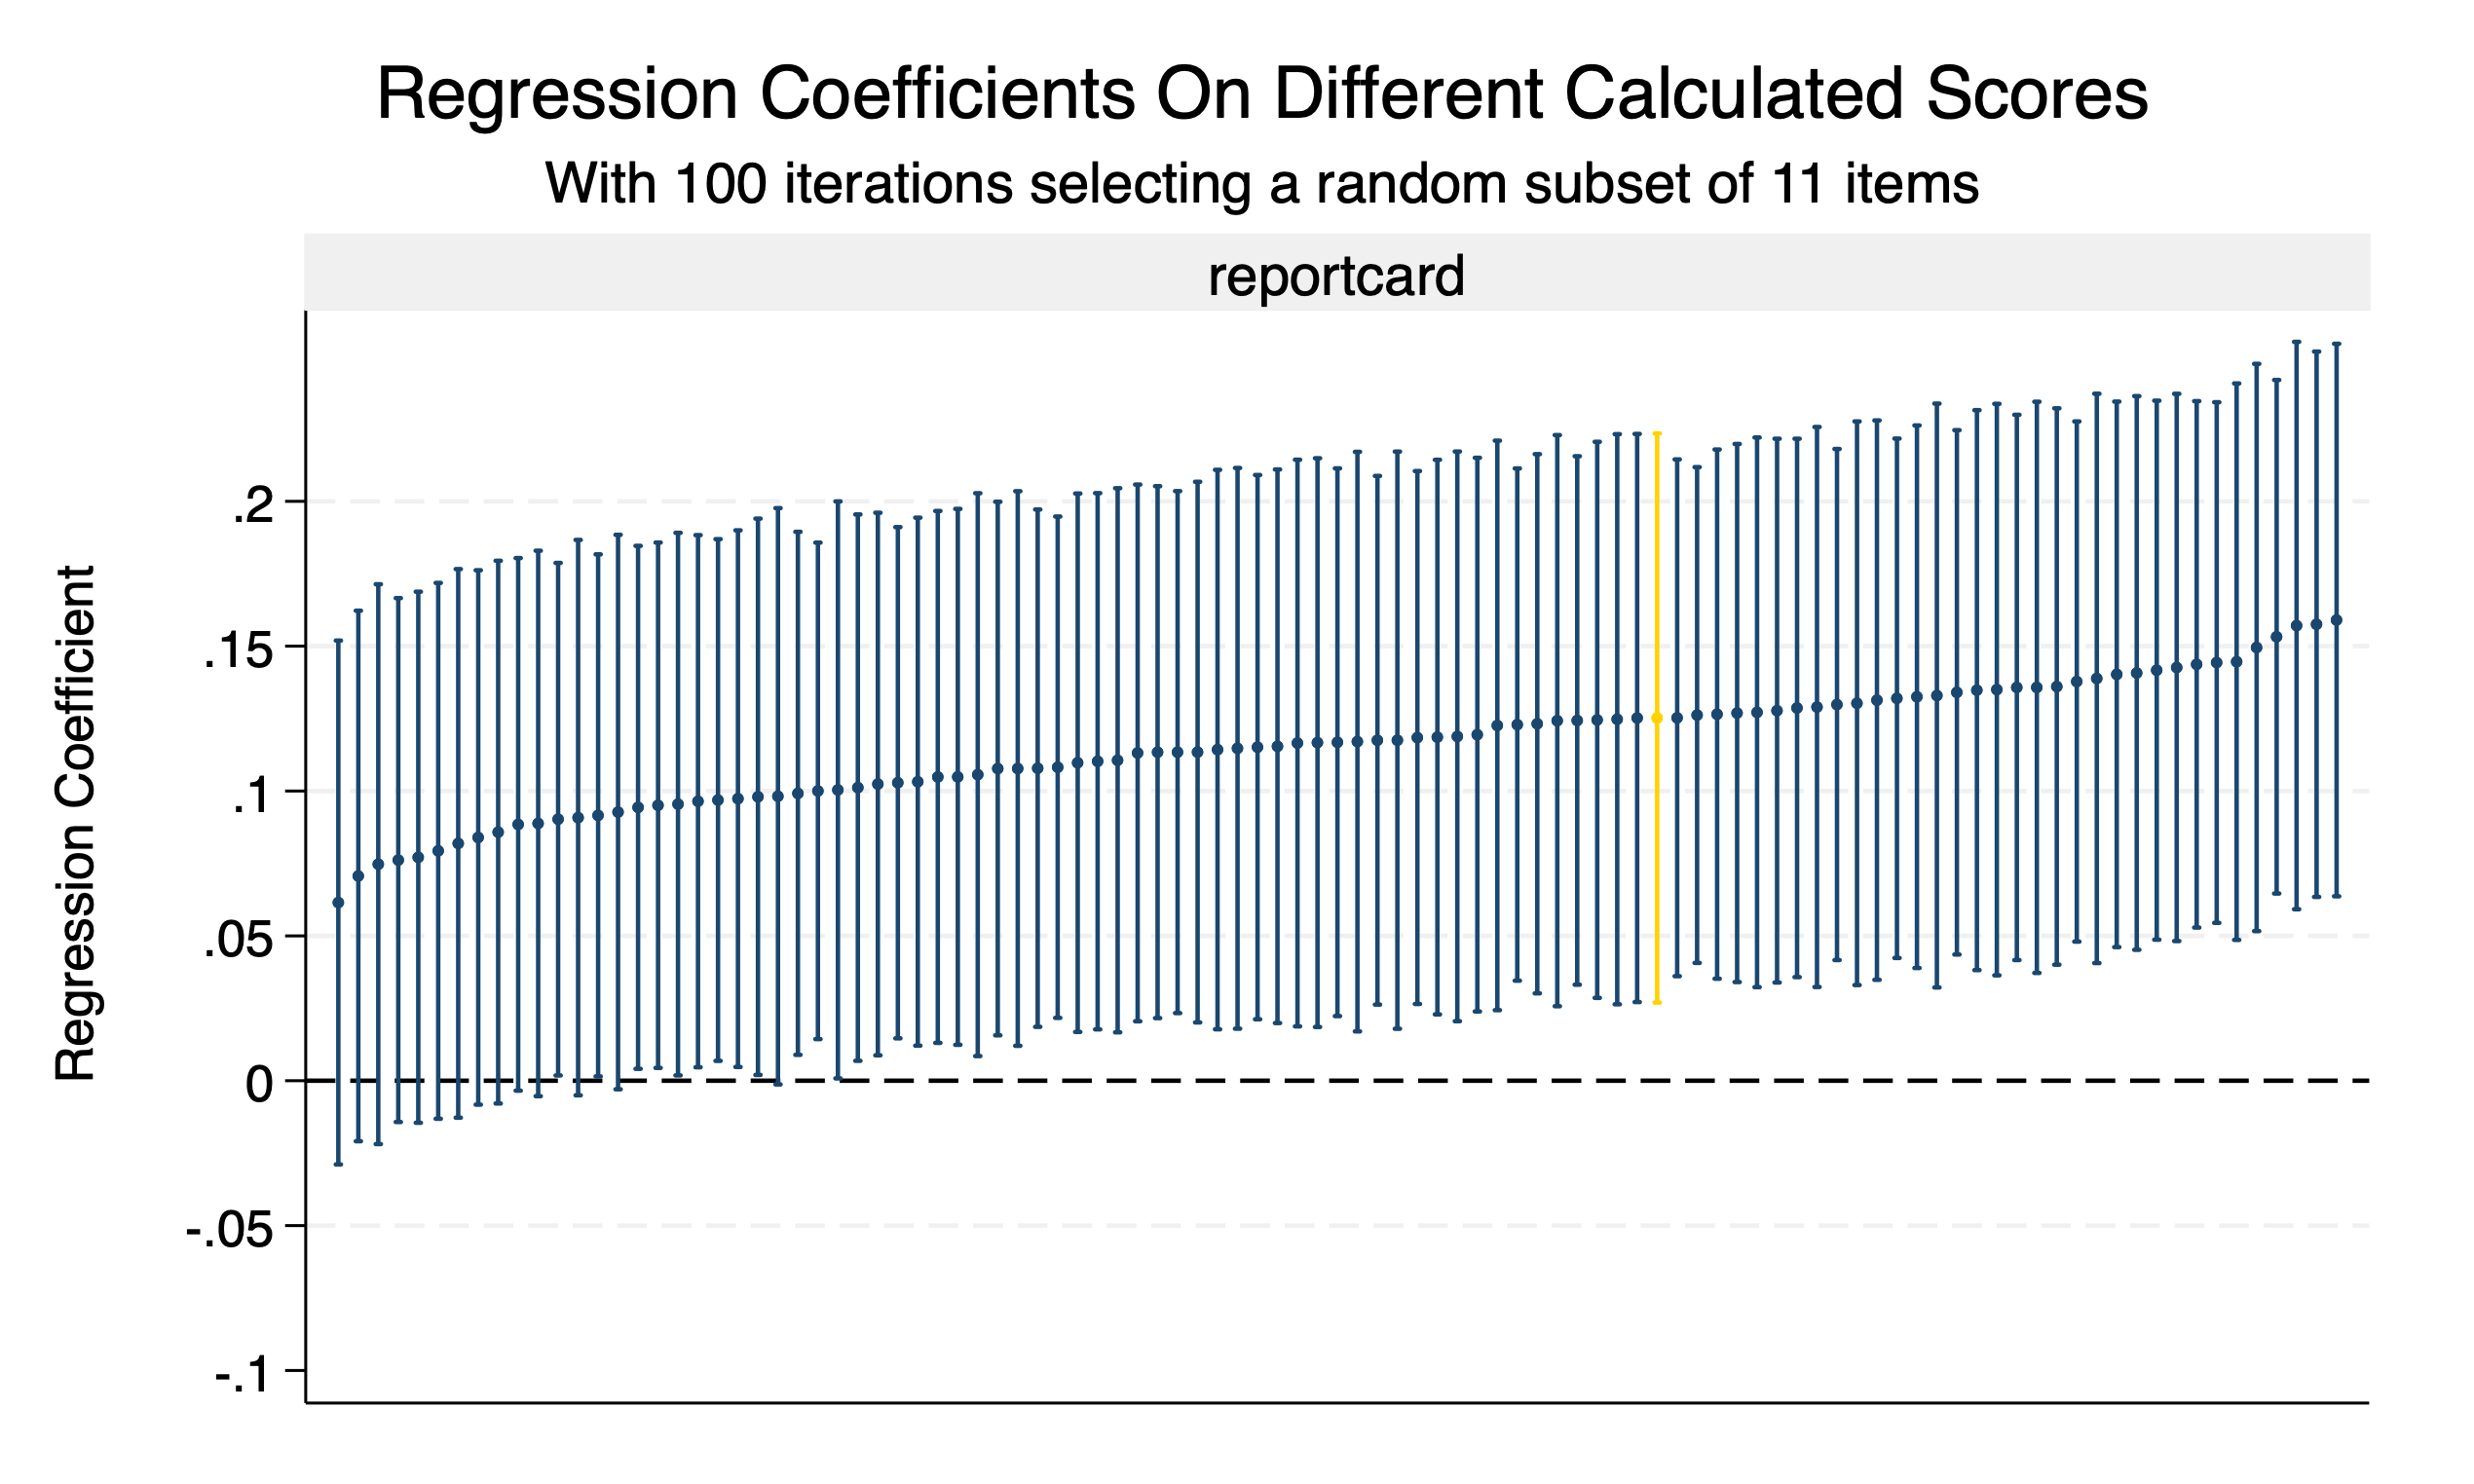 Regression Coefficients On Different Calculated Scores
With 100 iterations selecting a random subset of 11 items
reportcard
Regression Coefficient
.2
.15
.1
.05
0
-.05
-.1